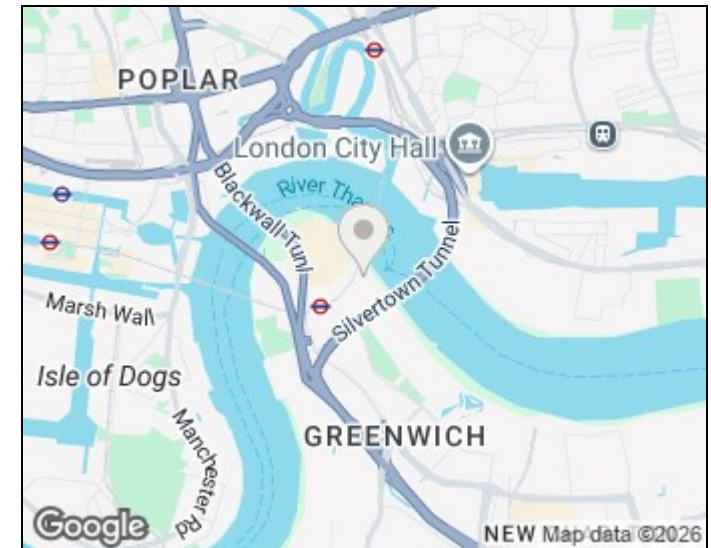 POPLAR
London City Hall
River Tha
Blackwall Tunl
Silvertown Tunnel
Marsh Wall
Isle of Dogs
Manchester Rd
GREENWICH
Google
NEW Map data ©2026